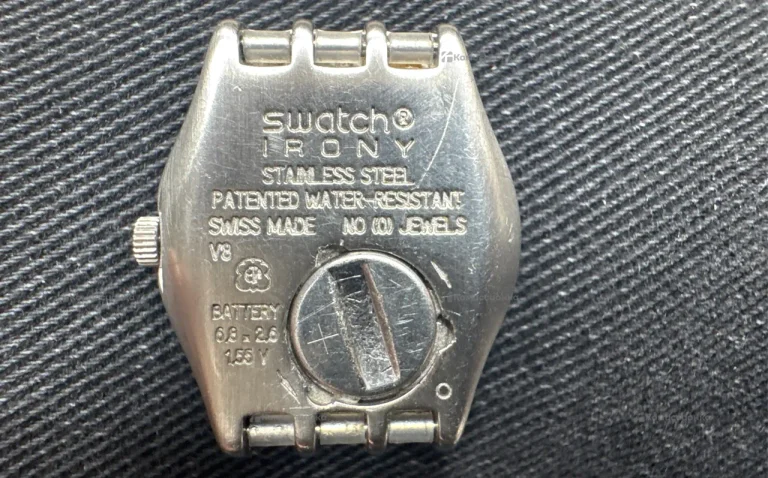 swatch®
IRONY
STAINLESS STEEL
PATENTED WATER-RESISTANT
SWISS MADE NO (0) JEWELS
V8
BATTERY
6,8 x 2,6
1,55 V
+